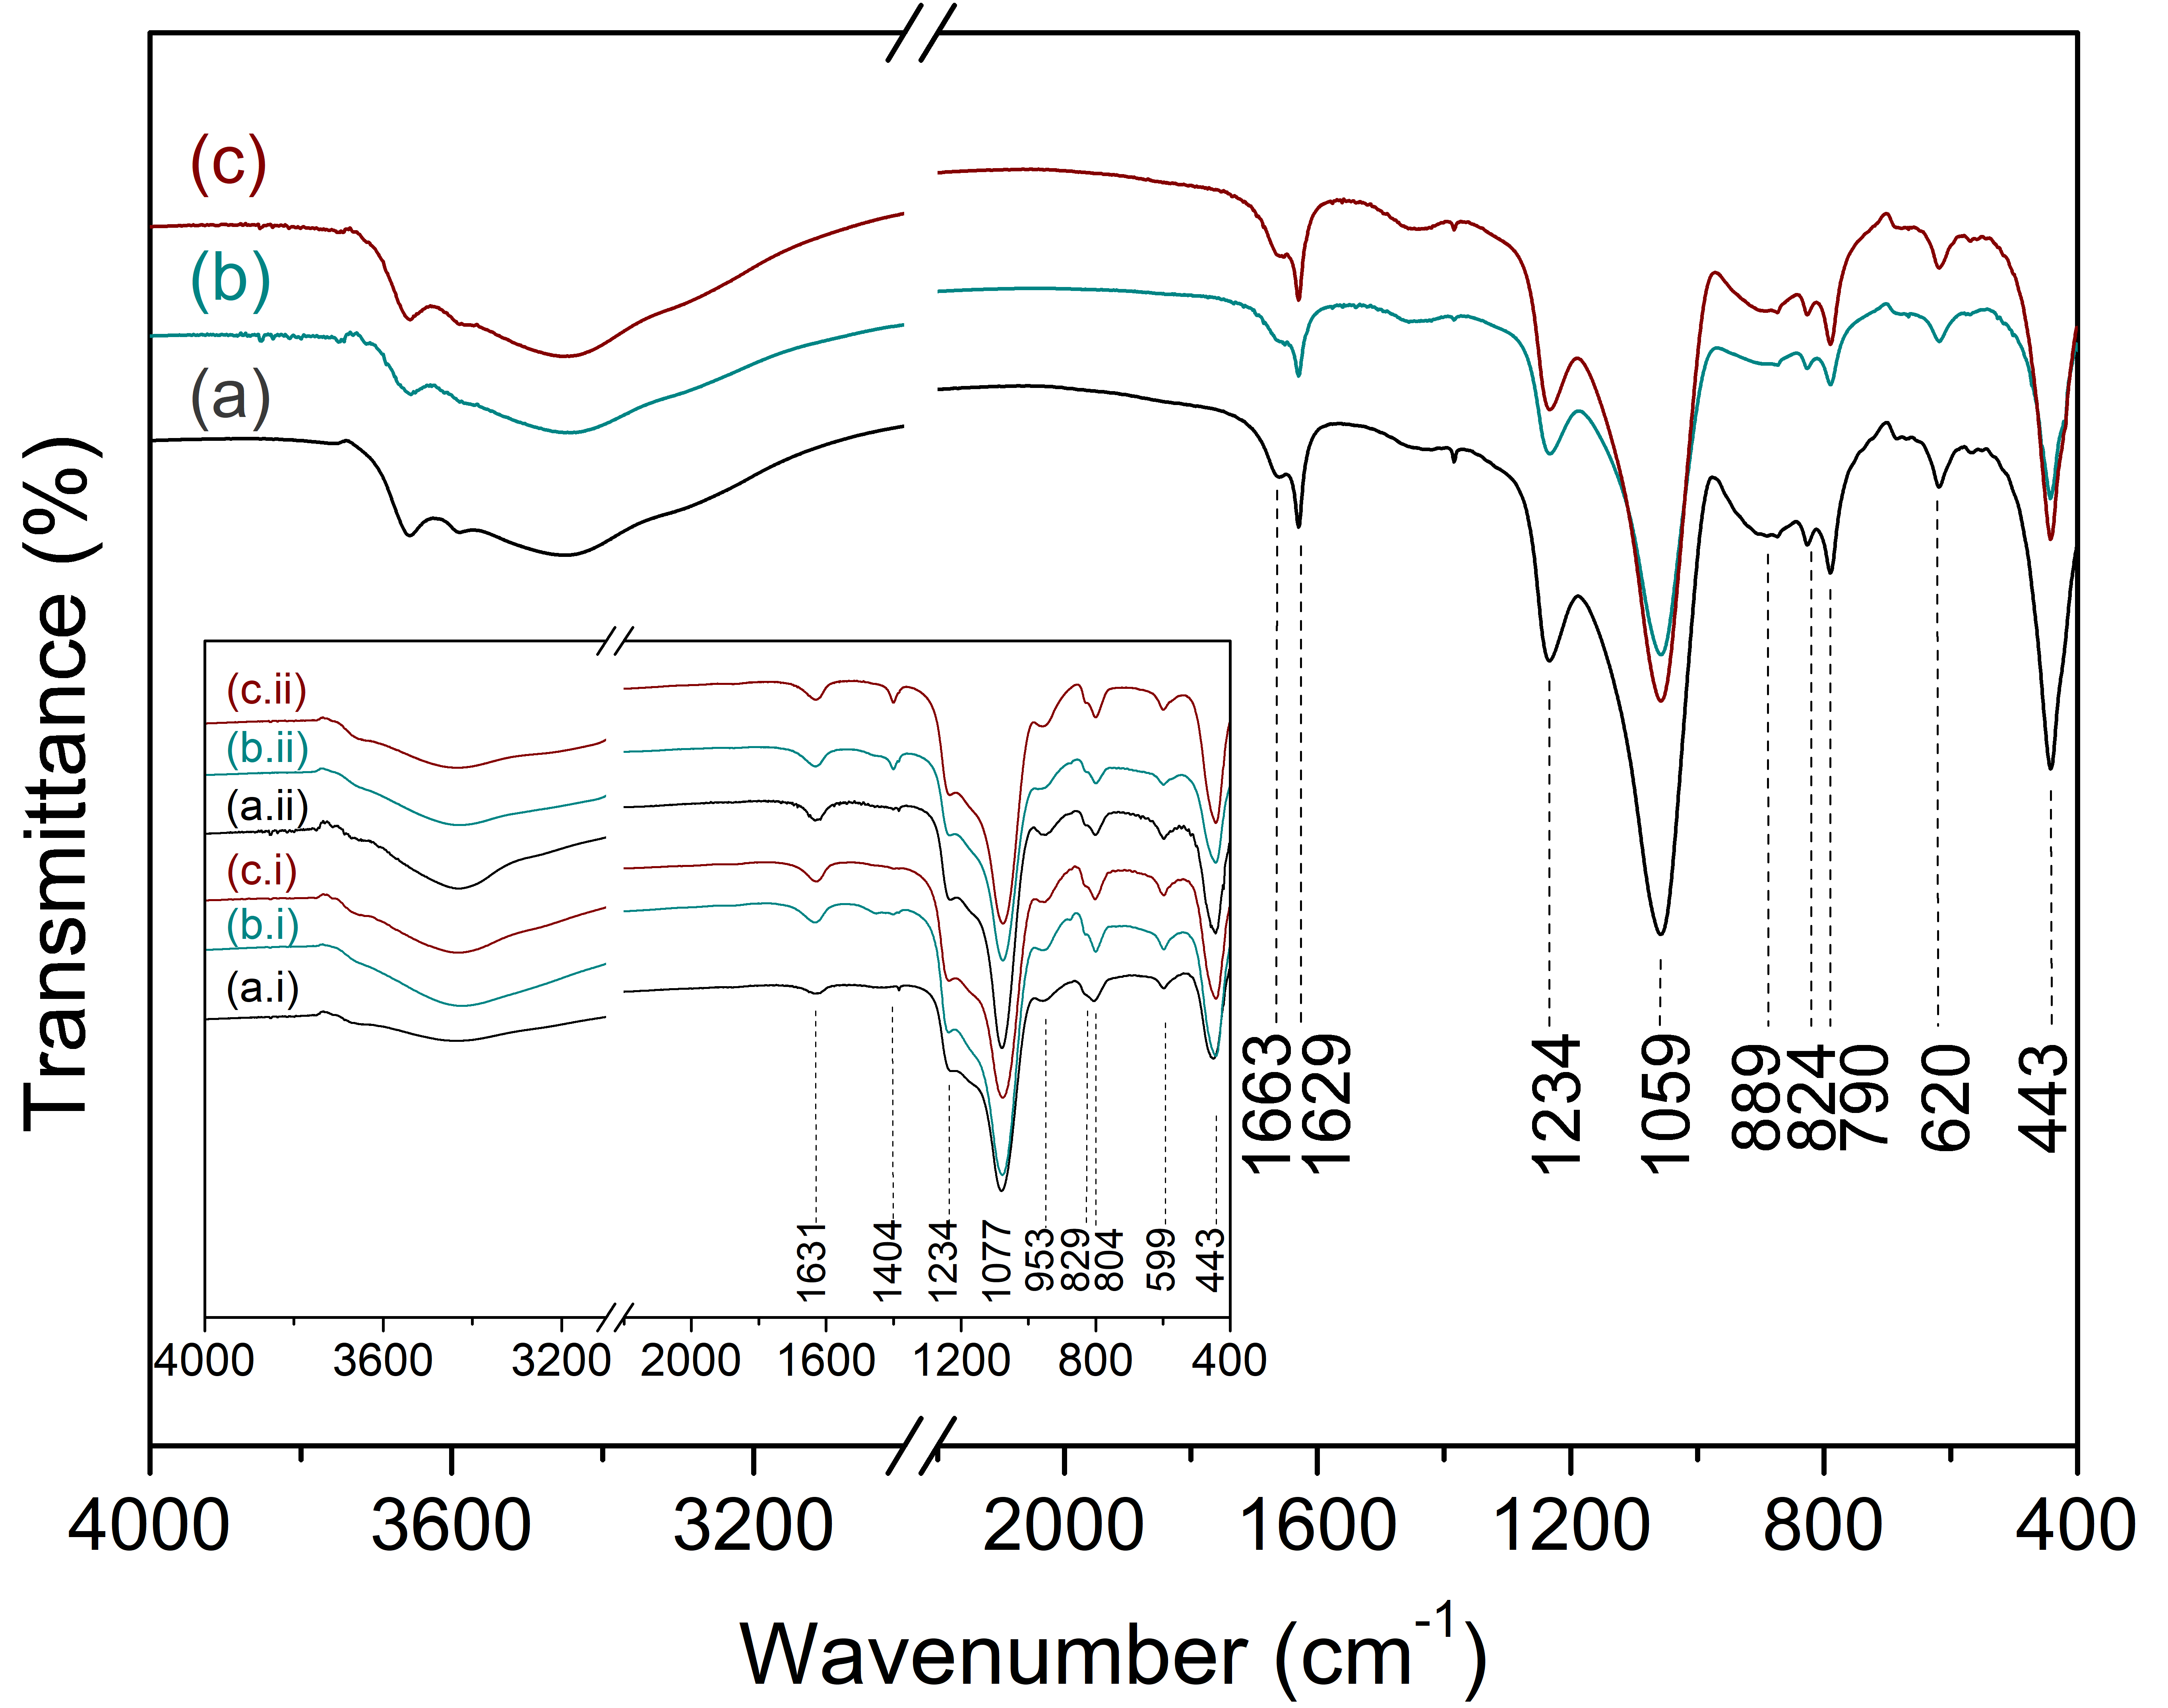 (c)
(b)
(a)
Transmittance (%)
(c.ii)
(b.ii)
(a.ii)
(c.i)
(b.i)
(a.i)
1631
1404
1234
1077
953
829
804
599
443
4000 3600 3200 2000 1600 1200 800 400
1663
1629
1234
1059
889
824
790
620
443
4000 3600 3200 2000 1600 1200 800 400
Wavenumber (cm⁻¹)